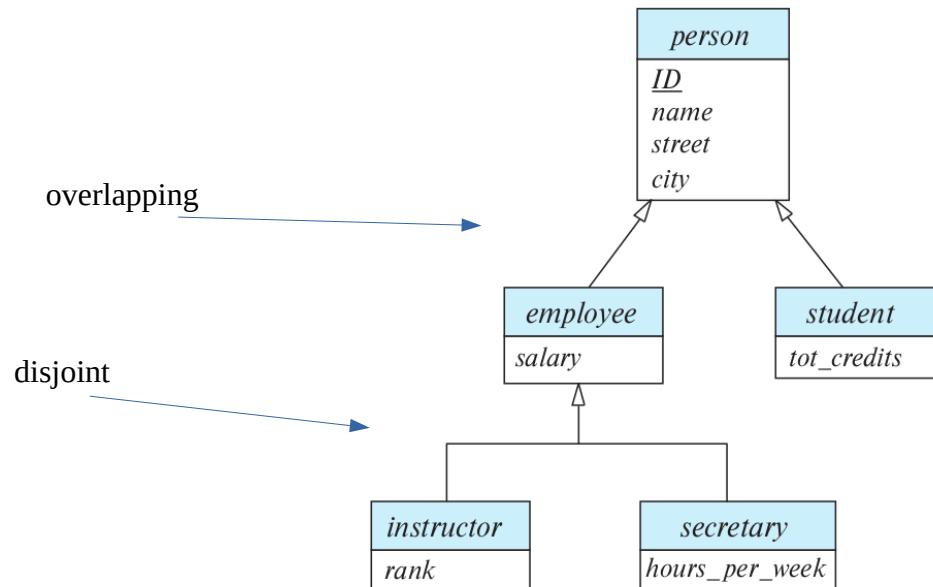 person
ID
name
street
city
overlapping
employee
student
salary
tot_credits
disjoint
instructor
secretary
rank
hours_per_week